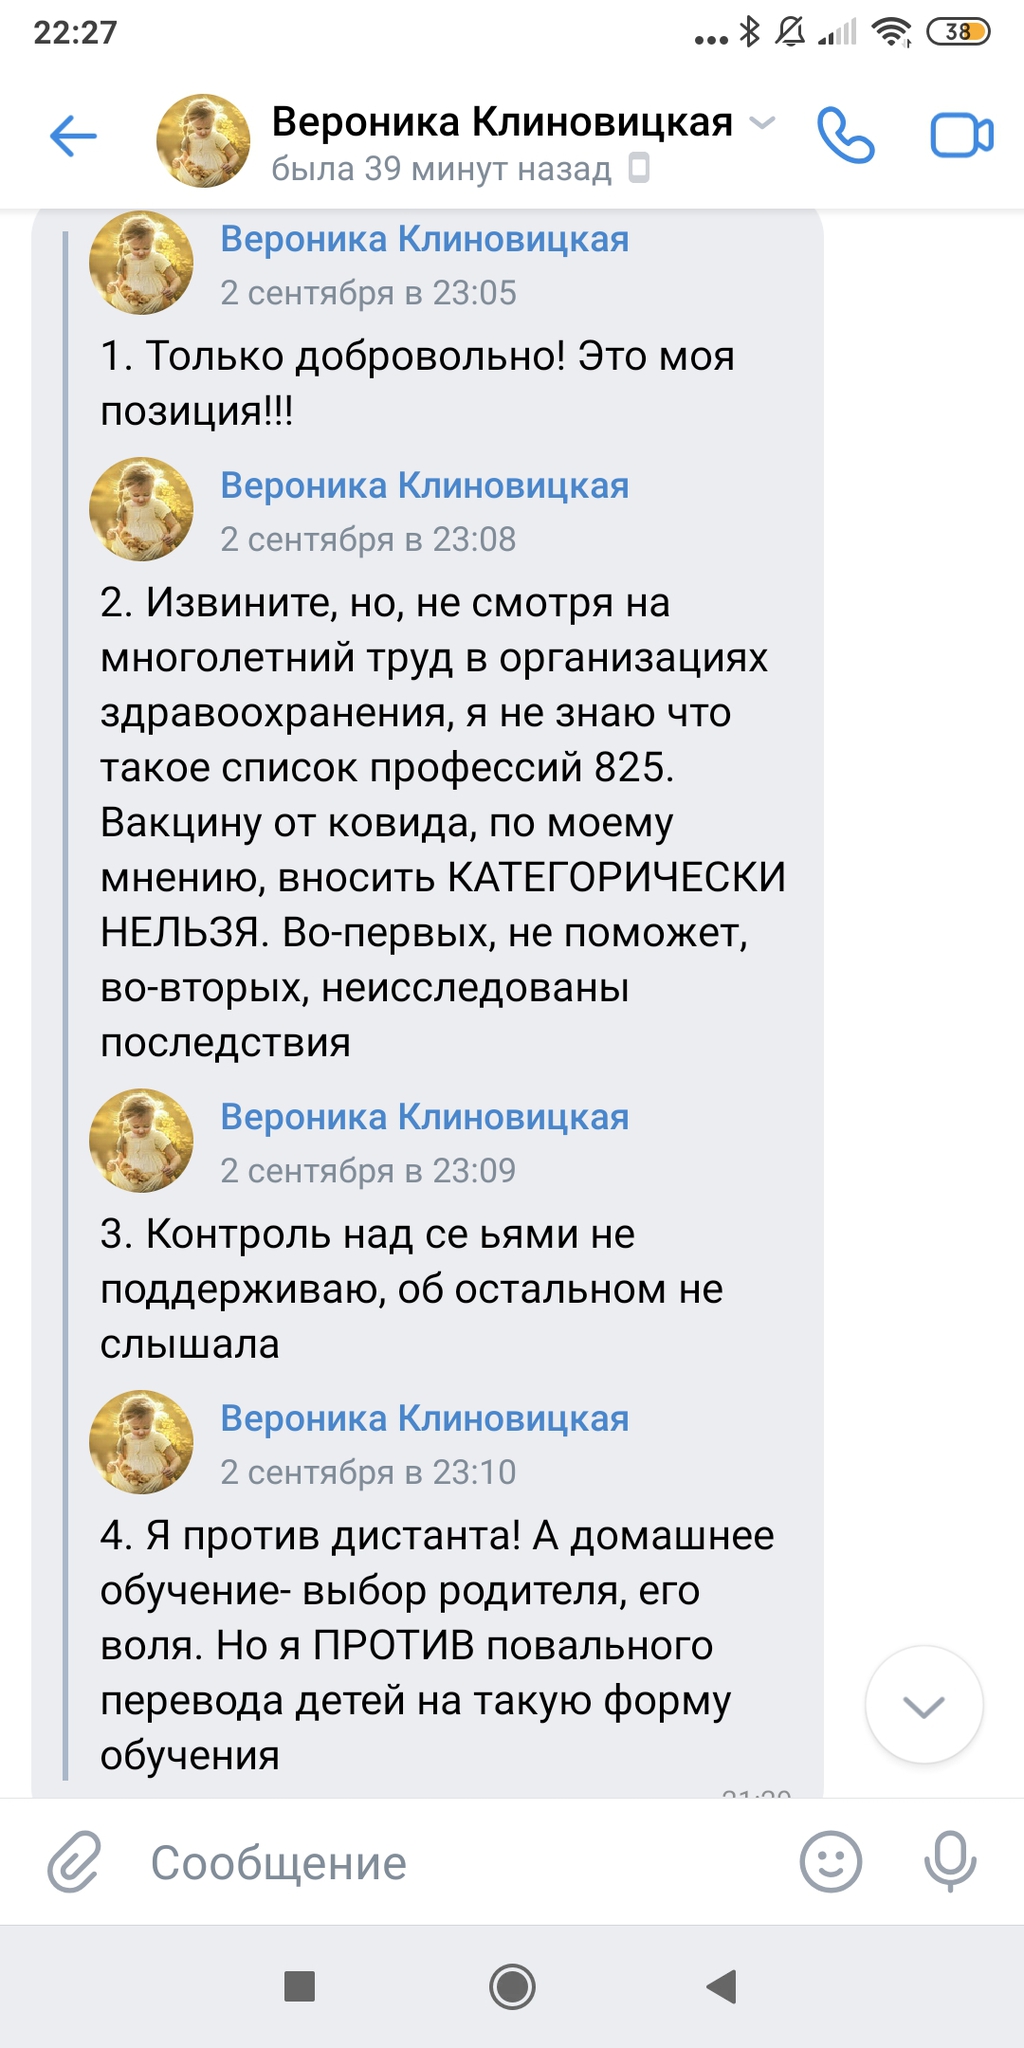 22:27
38
Вероника Клиновицкая
была 39 минут назад
Вероника Клиновицкая
2 сентября в 23:05
1. Только добровольно! Это моя
позиция!!!
Вероника Клиновицкая
2 сентября в 23:08
2. Извините, но, не смотря на
многолетний труд в организациях
здравоохранения, я не знаю что
такое список профессий 825.
Вакцину от ковида, по моему
мнению, вносить КАТЕГОРИЧЕСКИ
НЕЛЬЗЯ. Во-первых, не поможет,
во-вторых, неисследованы
последствия
Вероника Клиновицкая
2 сентября в 23:09
3. Контроль над се ьями не
поддерживаю, об остальном не
слышала
Вероника Клиновицкая
2 сентября в 23:10
4. Я против дистанта! А домашнее
обучение- выбор родителя, его
воля. Но я ПРОТИВ повального
перевода детей на такую форму
обучения
Сообщение